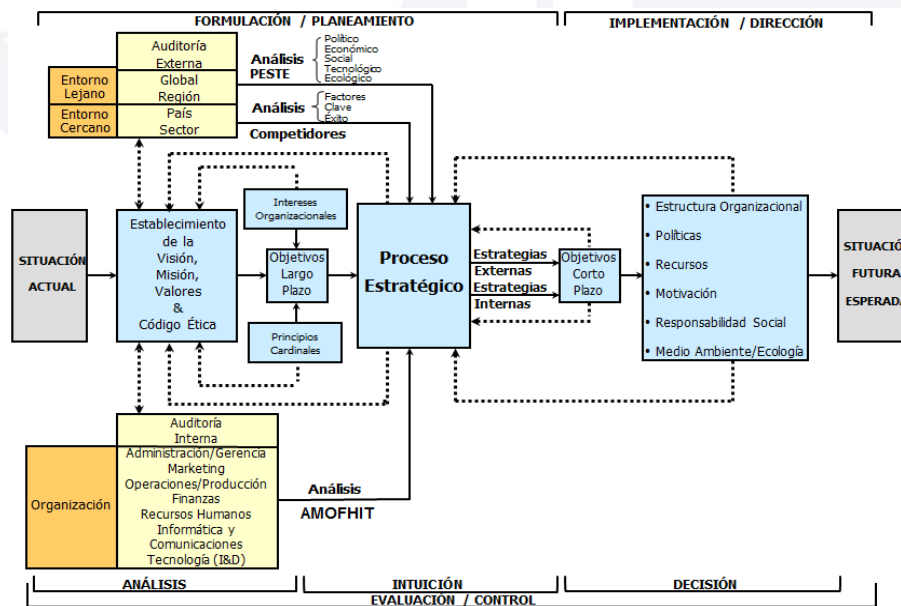 FORMULACIÓN / PLANEAMIENTO
IMPLEMENTACIÓN / DIRECCIÓN
Auditoría
Externa
Entorno
Lejano
Global
Región
Entorno
Cercano
País
Sector
Análisis
PESTE
Político
Económico
Social
Tecnológico
Ecológico
Análisis
Competidores
Factores
Clave
Éxito
SITUACIÓN
ACTUAL
Establecimiento
de la
Visión,
Misión,
Valores
&
Código Ética
Intereses
Organizacionales
Objetivos
Largo
Plazo
Principios
Cardinales
Proceso
Estratégico
Estrategias
Externas
Estrategias
Internas
Objetivos
Corto
Plazo
• Estructura Organizacional
• Políticas
• Recursos
• Motivación
• Responsabilidad Social
• Medio Ambiente/Ecología
SITUACIÓN
FUTURA
ESPERADA
Auditoría
Interna
Organización
Administración/Gerencia
Marketing
Operaciones/Producción
Finanzas
Recursos Humanos
Informática y
Comunicaciones
Tecnología (I&D)
Análisis
AMOFHIT
ANÁLISIS
INTUICIÓN
DECISIÓN
EVALUACIÓN / CONTROL